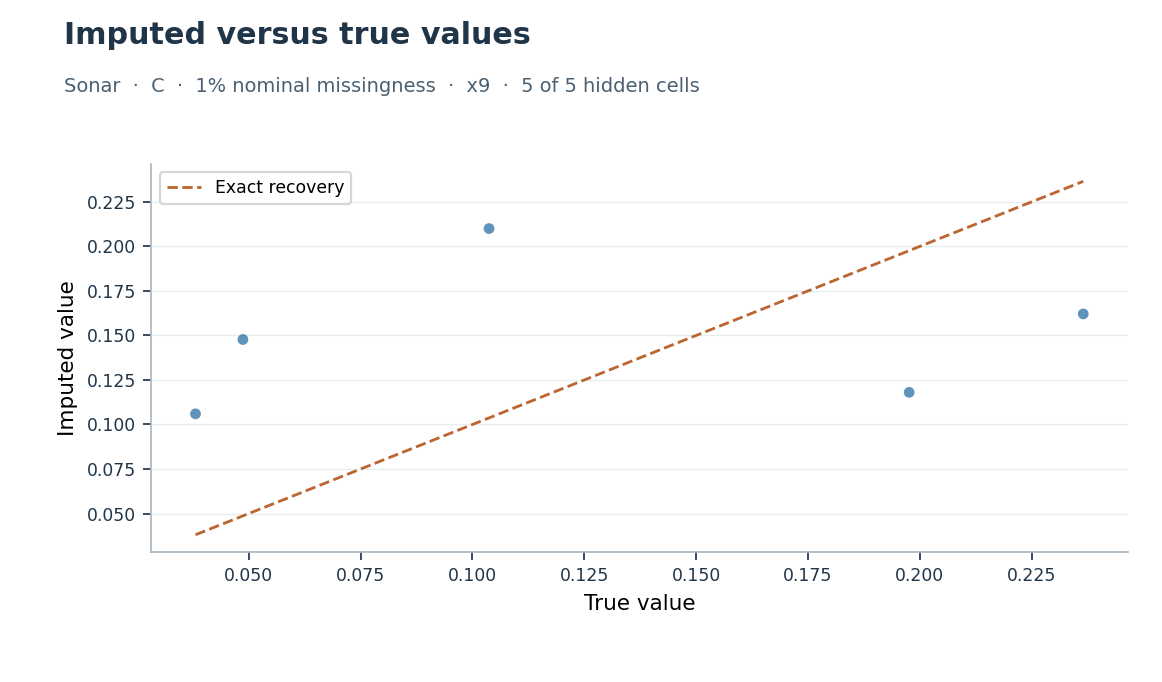 Imputed versus true values
Sonar · C · 1% nominal missingness · x9 · 5 of 5 hidden cells
Exact recovery
0.225
0.200
0.175
0.150
0.125
0.100
0.075
0.050
Imputed value
0.050 0.075 0.100 0.125 0.150 0.175 0.200 0.225
True value